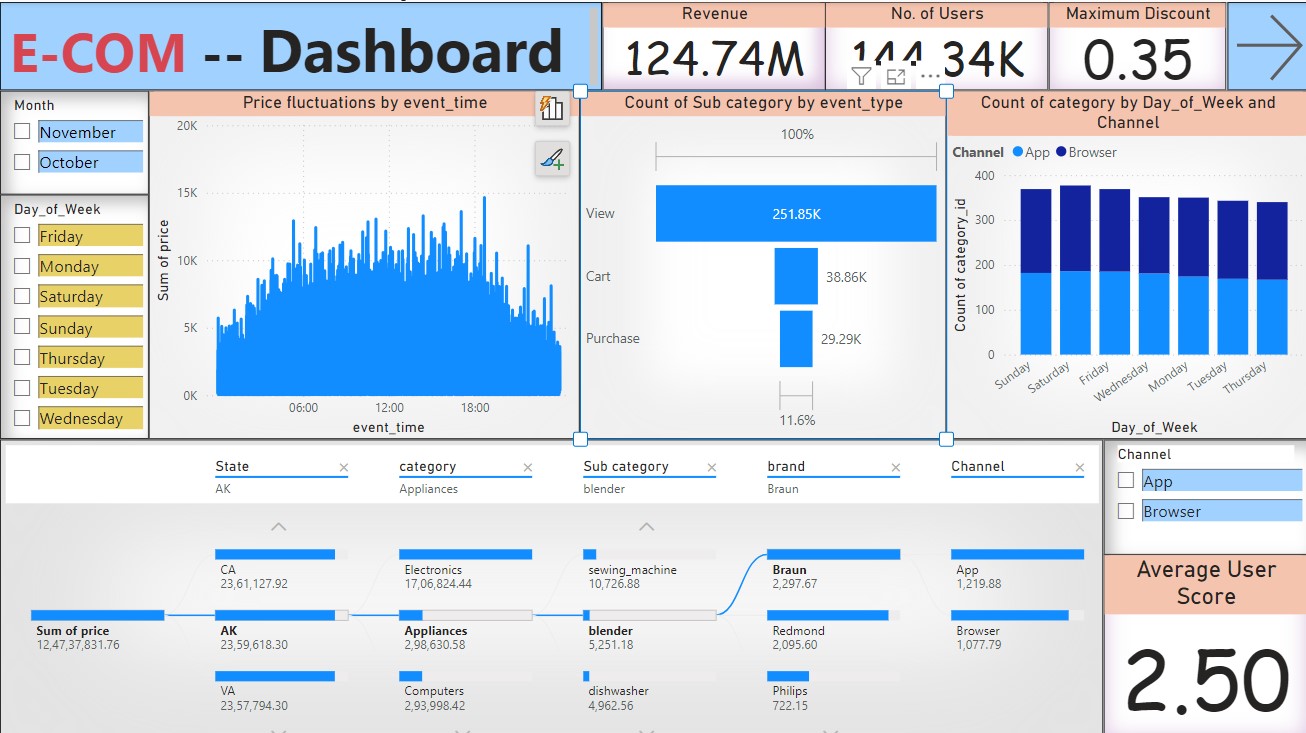 E-COM -- Dashboard
Revenue
124.74M
No. of Users
144.34K
Maximum Discount
0.35
Month
November
October
Day_of_Week
Friday
Monday
Saturday
Sunday
Thursday
Tuesday
Wednesday
Price fluctuations by event_time
Sum of price
20K
15K
10K
5K
0K
06:00
12:00
18:00
event_time
Count of Sub category by event_type
100%
View
251.85K
Cart
38.86K
Purchase
29.29K
11.6%
Count of category by Day_of_Week and
Channel
Channel
App
Browser
Count of category_id
400
300
200
100
0
Sunday
Saturday
Friday
Wednesday
Monday
Tuesday
Thursday
Day_of_Week
State
AK
category
Appliances
Sub category
blender
brand
Braun
Channel
Sum of price
12,47,37,831.76
CA
23,61,127.92
AK
23,59,618.30
VA
23,57,794.30
Electronics
17,06,824.44
Appliances
2,98,630.58
Computers
2,93,998.42
sewing_machine
10,726.88
blender
5,251.18
dishwasher
4,962.56
Braun
2,297.67
Redmond
2,095.60
Philips
722.15
App
1,219.88
Browser
1,077.79
Channel
App
Browser
Average User
Score
2.50